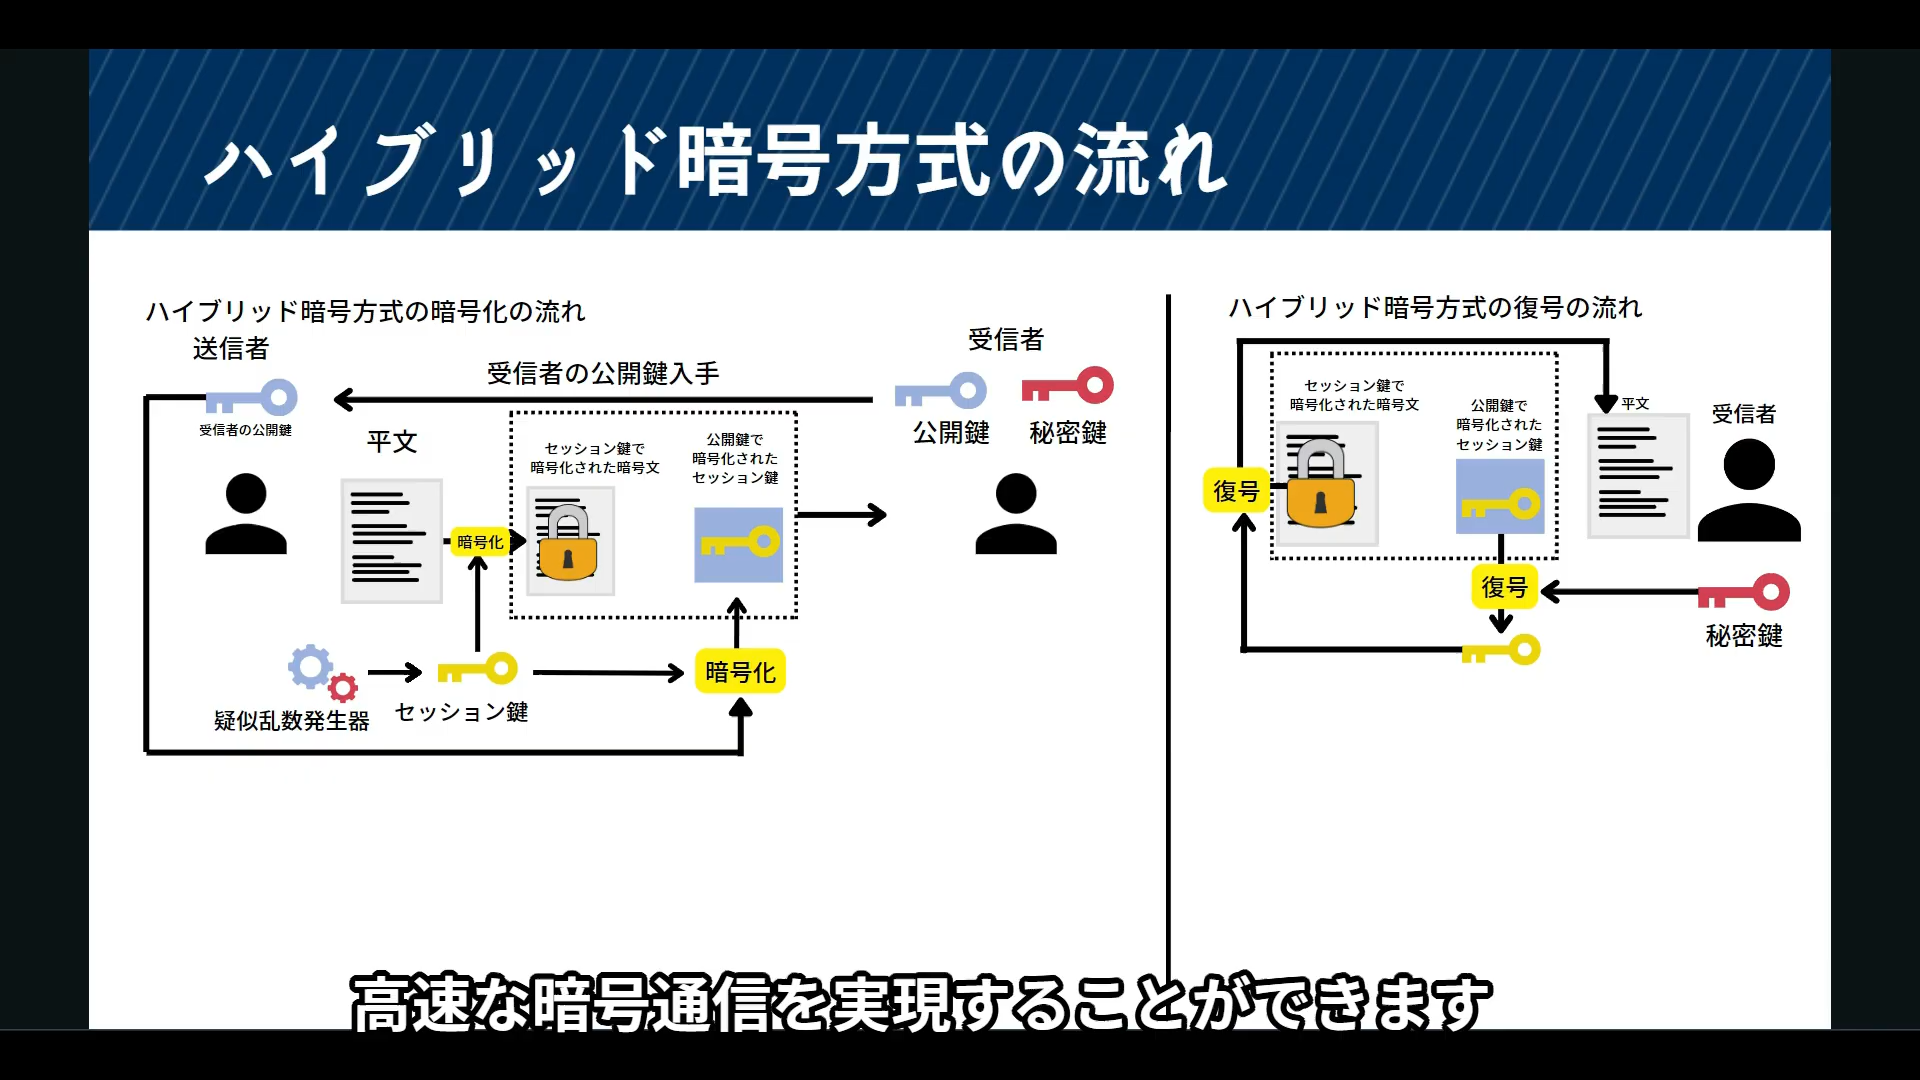 ハイブリッド暗号方式の流れ
ハイブリッド暗号方式の暗号化の流れ
送信者
受信者の公開鍵
受信者の公開鍵入手
受信者
公開鍵
秘密鍵
平文
暗号化
セッション鍵で
暗号化された暗号文
公開鍵で
暗号化された
セッション鍵
疑似乱数発生器
セッション鍵
暗号化
ハイブリッド暗号方式の復号の流れ
セッション鍵で
暗号化された暗号文
公開鍵で
暗号化された
セッション鍵
平文
受信者
復号
復号
秘密鍵
高速な暗号通信を実現することができます